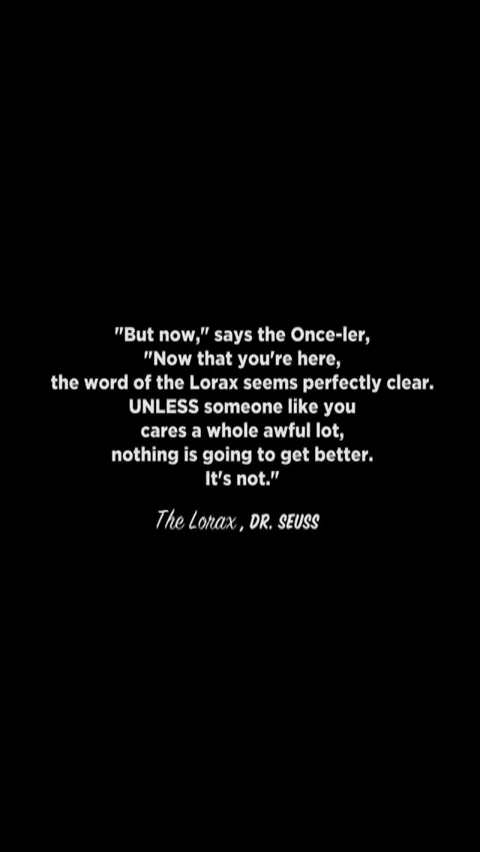 "But now," says the Once-ler,
"Now that you're here,
the word of the Lorax seems perfectly clear.
UNLESS someone like you
cares a whole awful lot,
nothing is going to get better.
It's not."
The Lorax, DR. SEUSS